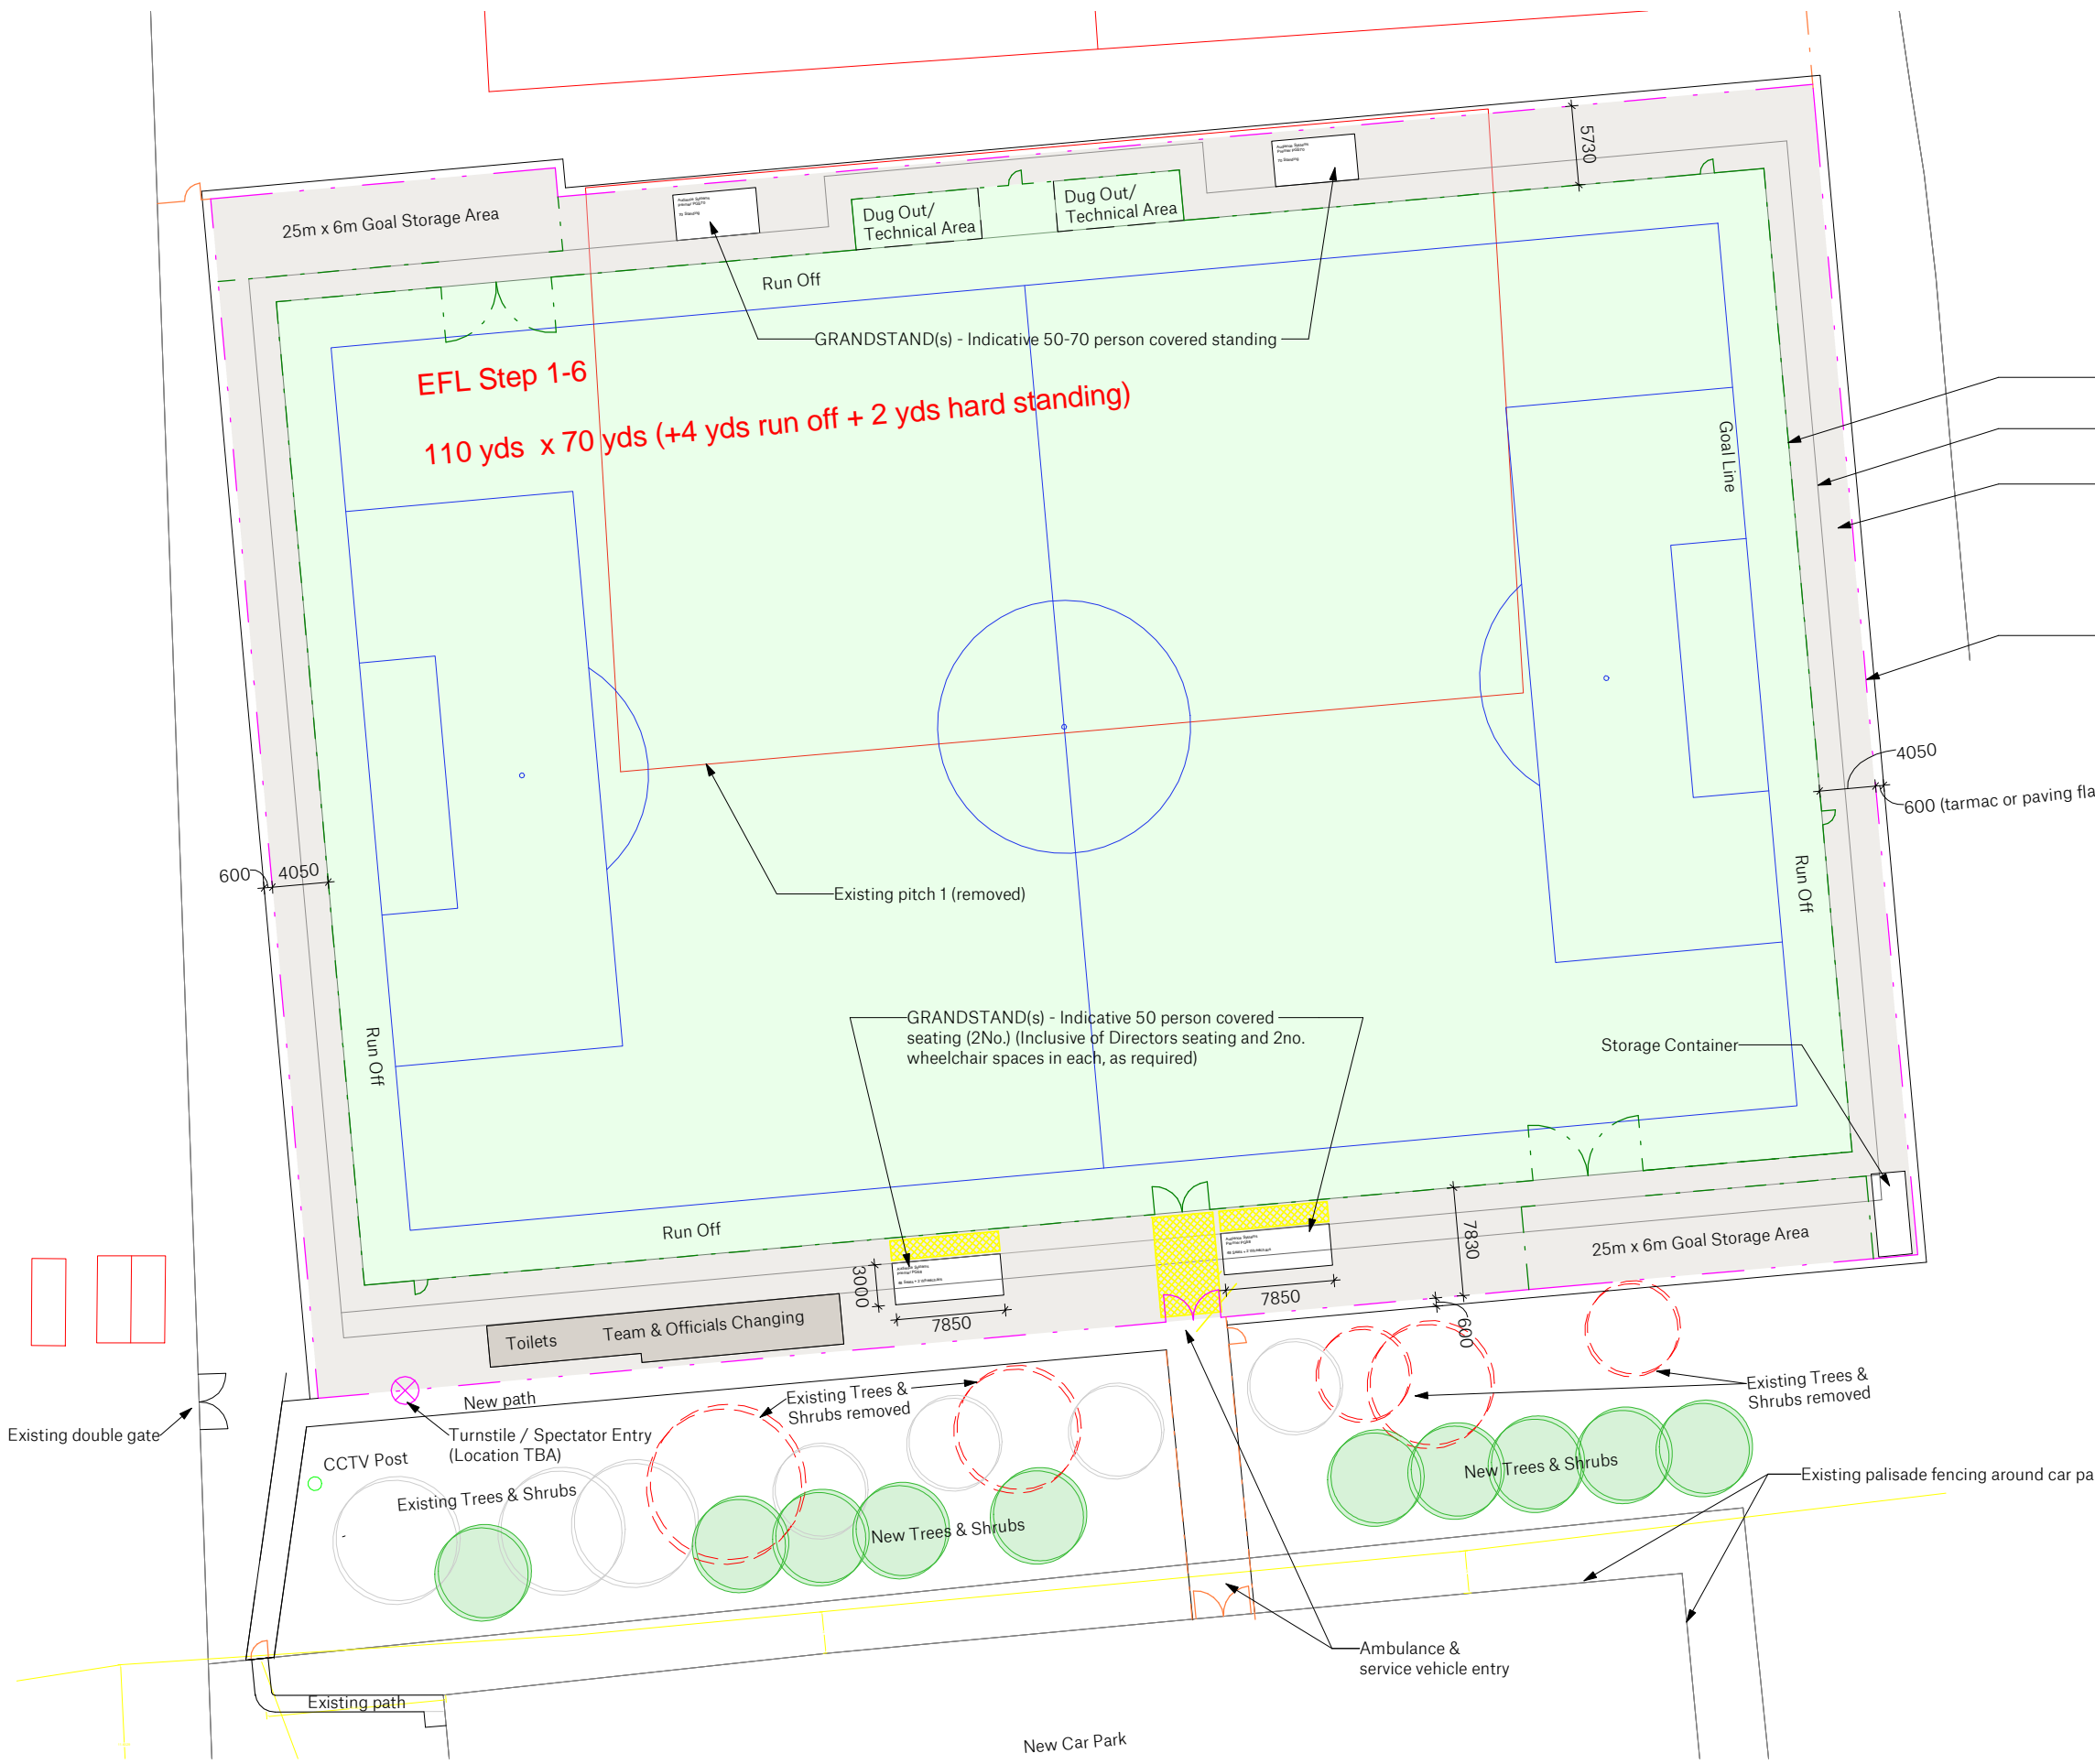 5730
25m x 6m Goal Storage Area
Dug Out/
Technical Area
Dug Out/
Technical Area
Run Off
GRANDSTAND(s) - Indicative 50-70 person covered standing
EFL Step 1-6
110 yds x 70 yds (+4 yds run off + 2 yds hard standing)
Goal Line
4050
600 (tarmac or paving fla
600
4050
Existing pitch 1 (removed)
Run Off
Run Off
GRANDSTAND(s) - Indicative 50 person covered
seating (2No.) (Inclusive of Directors seating and 2no.
wheelchair spaces in each, as required)
Storage Container
Run Off
7830
25m x 6m Goal Storage Area
3000
7850
7850
600
Toilets
Team & Officials Changing
New path
Existing Trees &
Shrubs removed
Existing Trees &
Shrubs removed
Existing double gate
Turnstile / Spectator Entry
(Location TBA)
CCTV Post
Existing Trees & Shrubs
New Trees & Shrubs
New Trees & Shrubs
Existing palisade fencing around car pa
Ambulance &
service vehicle entry
Existing path
New Car Park